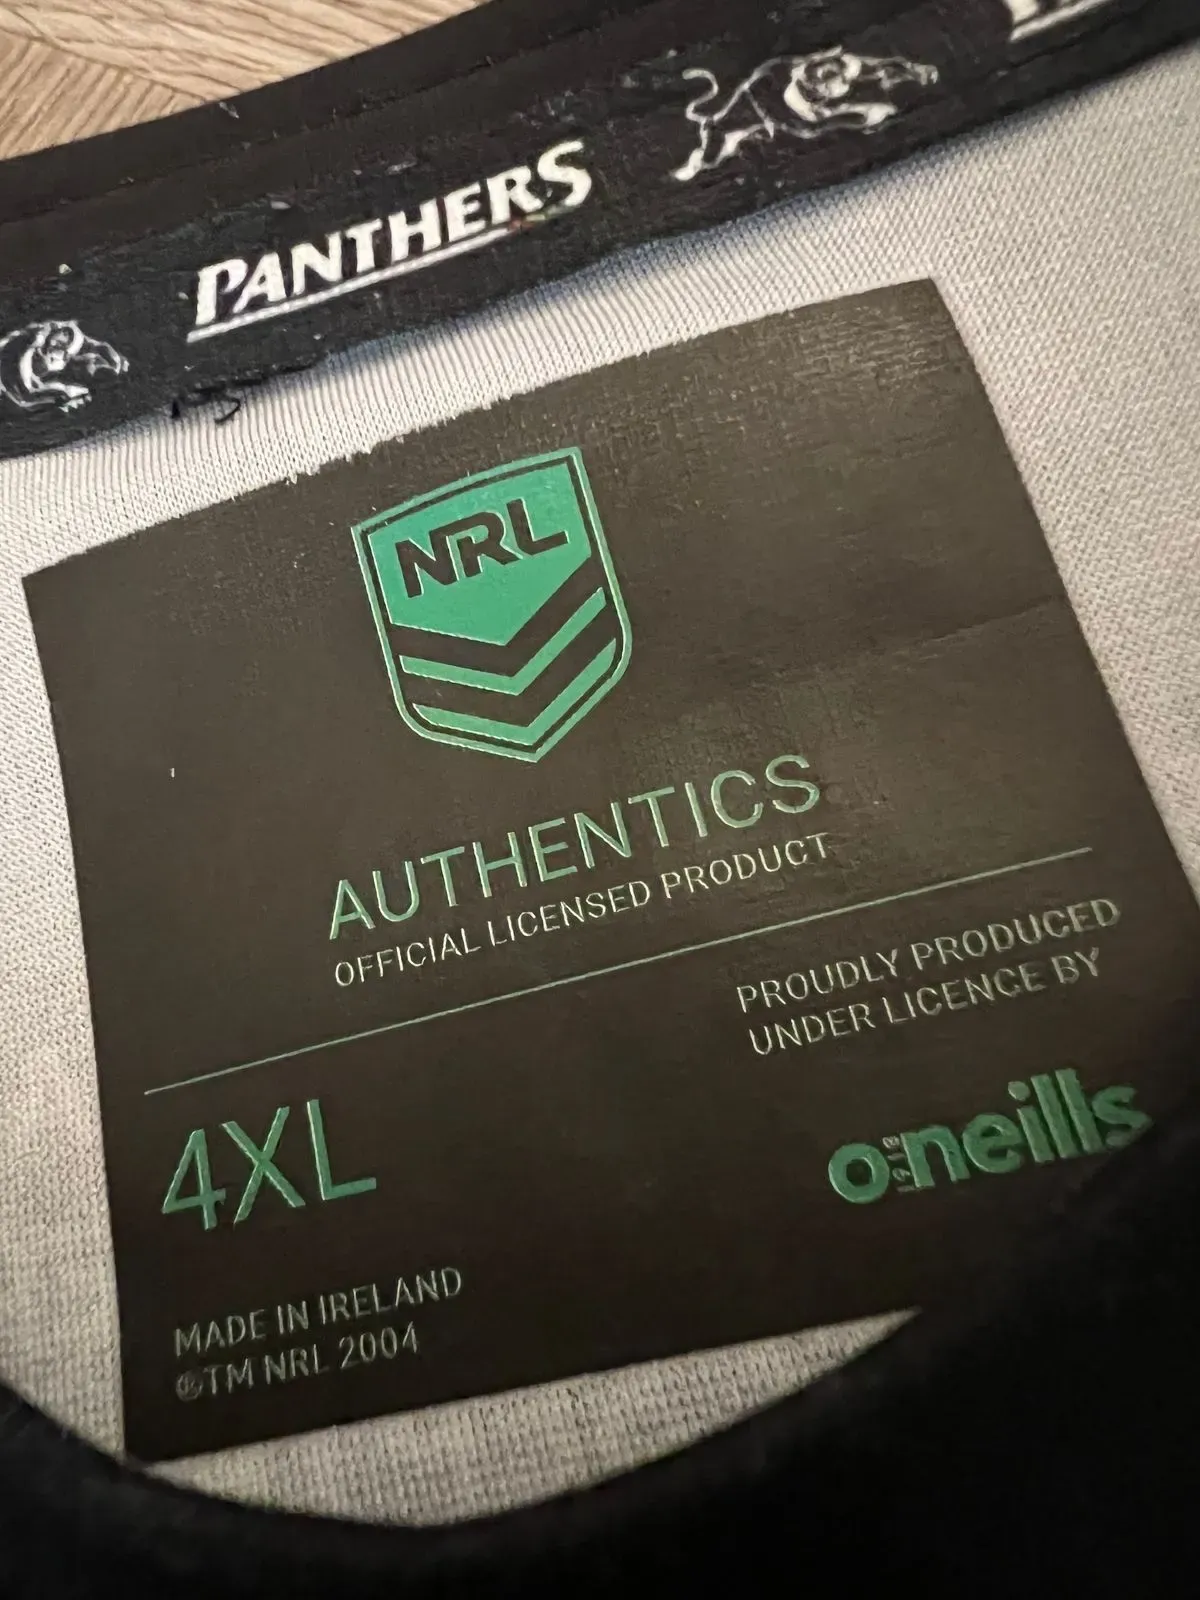 PANTHERS
NRL
AUTHENTICS
OFFICIAL LICENSED PRODUCT
PROUDLY PRODUCED
UNDER LICENCE BY
o'neills
4XL
MADE IN IRELAND
©TM NRL 2004